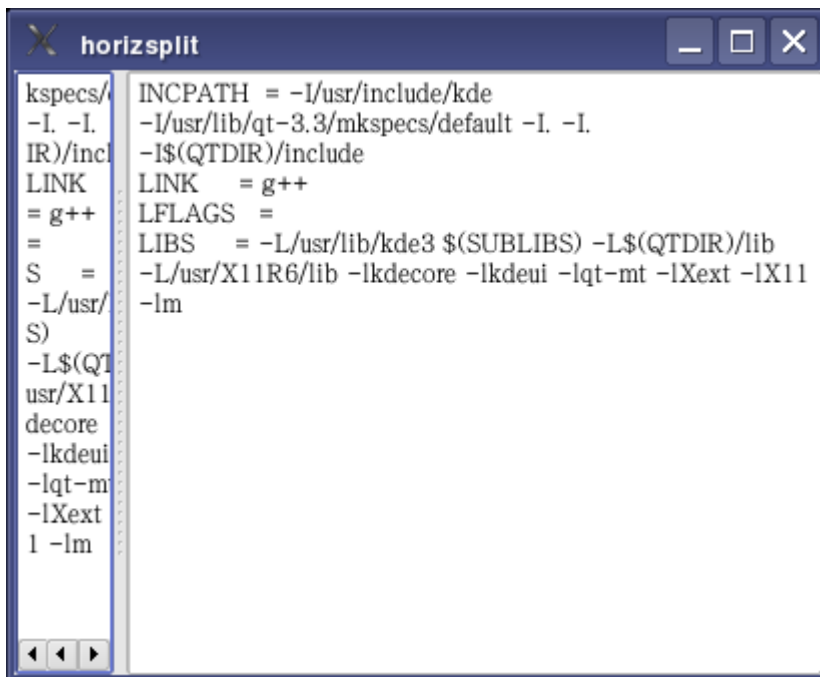 horizsplit
kspecs/
-I. -I.
IR)/incl
LINK
= g++
=
S =
-L/usr/
S)
-L$(QT
usr/X11
decore
-lkdeui
-lqt-m
-lXext
1 -lm
INCPATH = -I/usr/include/kde
-I/usr/lib/qt-3.3/mkspecs/default -I. -I.
-I$(QTDIR)/include
LINK = g++
LFLAGS =
LIBS = -L/usr/lib/kde3 $(SUBLIBS) -L$(QTDIR)/lib
-L/usr/X11R6/lib -lkdecore -lkdeui -lqt-mt -lXext -lX11
-lm